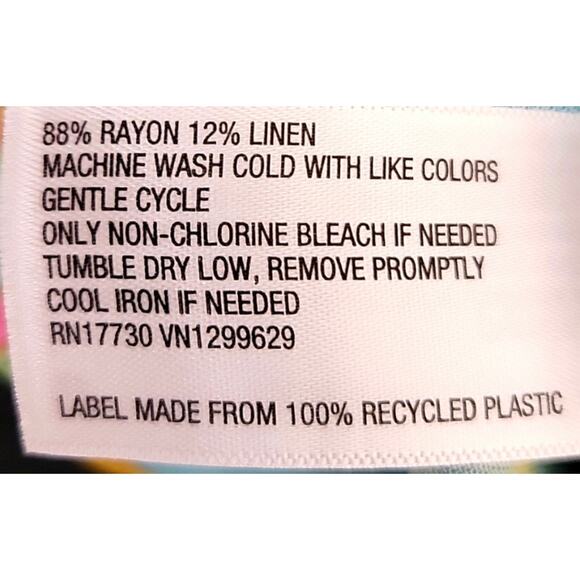 88% RAYON 12% LINEN
MACHINE WASH COLD WITH LIKE COLORS
GENTLE CYCLE
ONLY NON-CHLORINE BLEACH IF NEEDED
TUMBLE DRY LOW, REMOVE PROMPTLY
COOL IRON IF NEEDED
RN17730 VN1299629
LABEL MADE FROM 100% RECYCLED PLASTIC